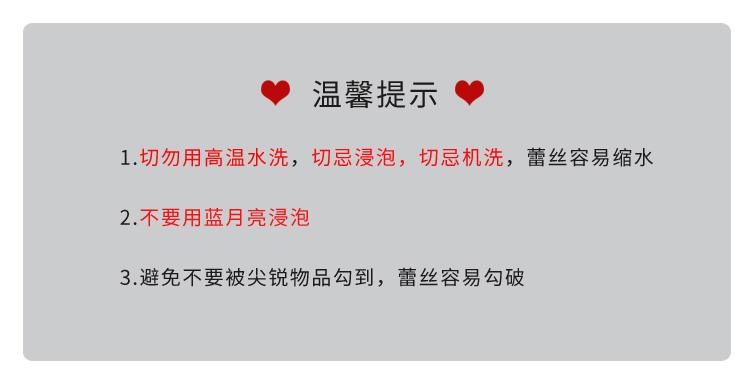 温馨提示
1.切勿用高温水洗，切忌浸泡，切忌机洗，蕾丝容易缩水
2.不要用蓝月亮浸泡
3.避免不要被尖锐物品勾到，蕾丝容易勾破